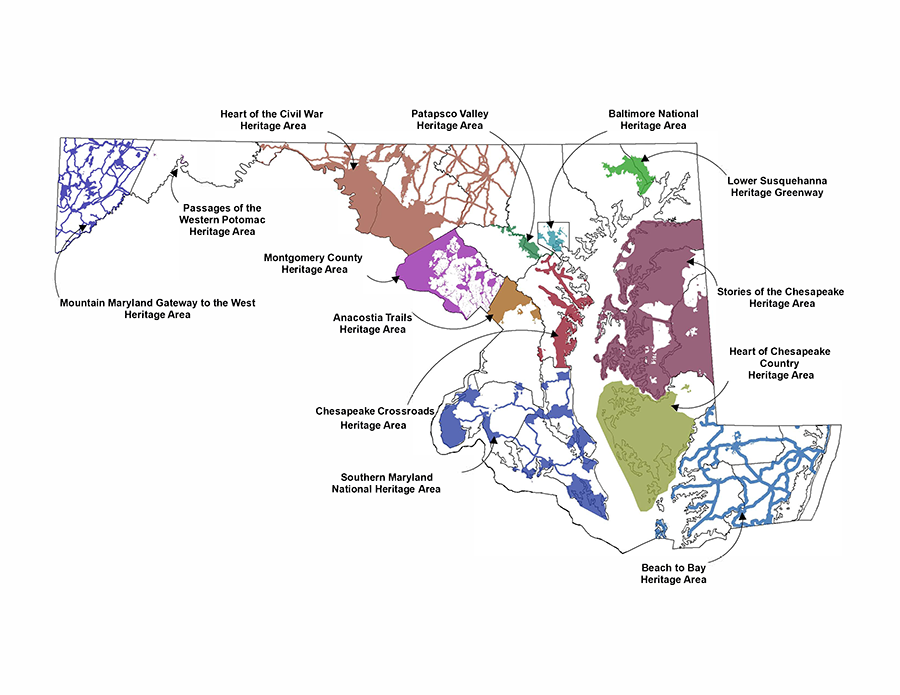 Heart of the Civil War
Heritage Area
Patapsco Valley
Heritage Area
Baltimore National
Heritage Area
Lower Susquehanna
Heritage Greenway
Passages of the
Western Potomac
Heritage Area
Montgomery County
Heritage Area
Mountain Maryland Gateway to the West
Heritage Area
Stories of the Chesapeake
Heritage Area
Anacostia Trails
Heritage Area
Heart of Chesapeake
Country
Heritage Area
Chesapeake Crossroads
Heritage Area
Southern Maryland
National Heritage Area
Beach to Bay
Heritage Area